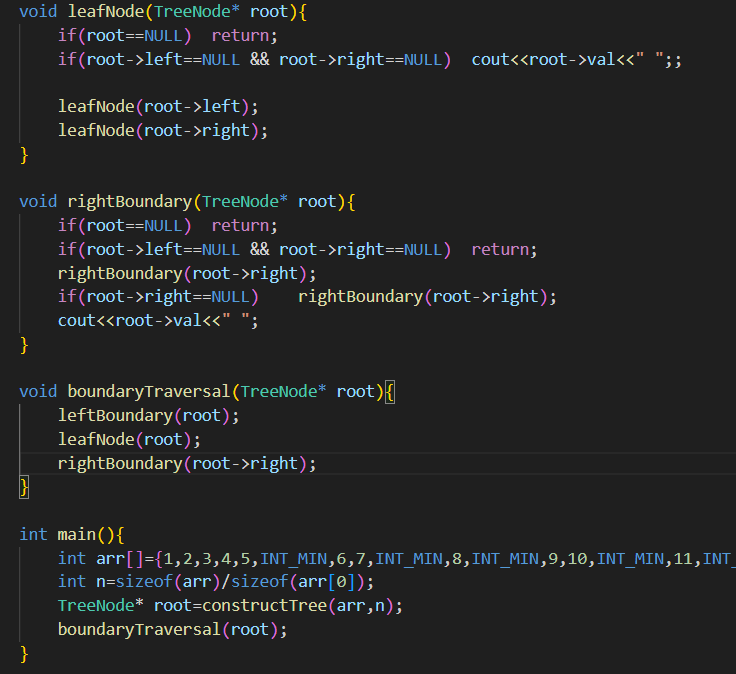 void leafNode(TreeNode* root){
    if(root==NULL)  return;
    if(root->left==NULL && root->right==NULL)  cout<<root->val<<" ";;
    leafNode(root->left);
    leafNode(root->right);
}
void rightBoundary(TreeNode* root){
    if(root==NULL)  return;
    if(root->left==NULL && root->right==NULL)  return;
    rightBoundary(root->right);
    if(root->right==NULL)    rightBoundary(root->right);
    cout<<root->val<<" ";
}
void boundaryTraversal(TreeNode* root){
    leftBoundary(root);
    leafNode(root);
    rightBoundary(root->right);
}
int main(){
    int arr[]={1,2,3,4,5,INT_MIN,6,7,INT_MIN,8,INT_MIN,9,10,INT_MIN,11,INT_
    int n=sizeof(arr)/sizeof(arr[0]);
    TreeNode* root=constructTree(arr,n);
    boundaryTraversal(root);
}